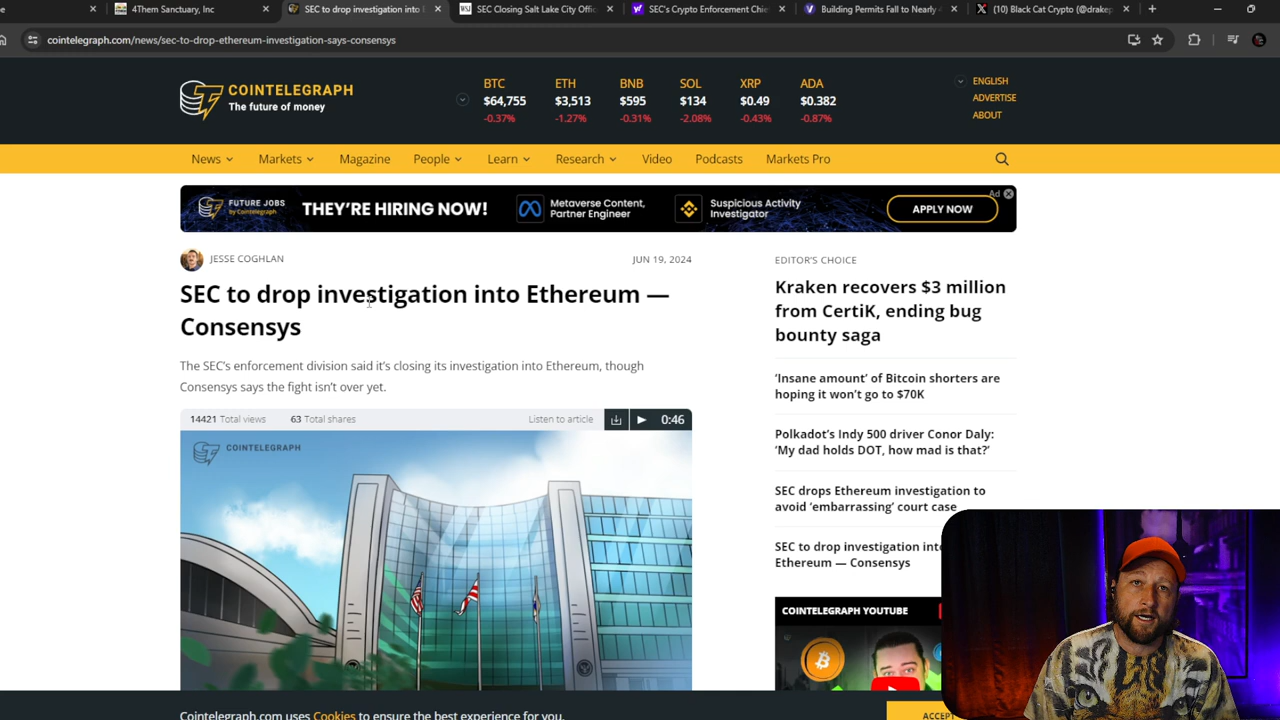 4Them Sanctuary, Inc
SEC to drop investigation into
WSJ
SEC Closing Salt Lake City Offi
SEC's Crypto Enforcement Chie
Building Permits Fall to Nearly
(10) Black Cat Crypto (@drakep
cointelegraph.com/news/sec-to-drop-ethereum-investigation-says-consensys
COINTELEGRAPH
The future of money
BTC
$64,755
-0.37%
ETH
$3,513
-1.27%
BNB
$595
-0.31%
SOL
$134
-2.08%
XRP
$0.49
-0.43%
ADA
$0.382
-0.87%
ENGLISH
ADVERTISE
ABOUT
News
Markets
Magazine
People
Learn
Research
Video
Podcasts
Markets Pro
FUTURE JOBS
by Cointelegraph
THEY'RE HIRING NOW!
Metaverse Content,
Partner Engineer
Suspicious Activity
Investigator
Ad
APPLY NOW
JESSE COGHLAN
JUN 19, 2024
SEC to drop investigation into Ethereum —
Consensys
The SEC's enforcement division said it's closing its investigation into Ethereum, though
Consensys says the fight isn't over yet.
14421 Total views
63 Total shares
Listen to article
0:46
COINTELEGRAPH
EDITOR'S CHOICE
Kraken recovers $3 million
from CertiK, ending bug
bounty saga
'Insane amount' of Bitcoin shorters are
hoping it won't go to $70K
Polkadot's Indy 500 driver Conor Daly:
'My dad holds DOT, how mad is that?'
SEC drops Ethereum investigation to
avoid 'embarrassing' court case
SEC to drop investigation into
Ethereum — Consensys
COINTELEGRAPH YOUTUBE
Cointelegraph.com uses Cookies to ensure the best experience for you.
ACCEPT